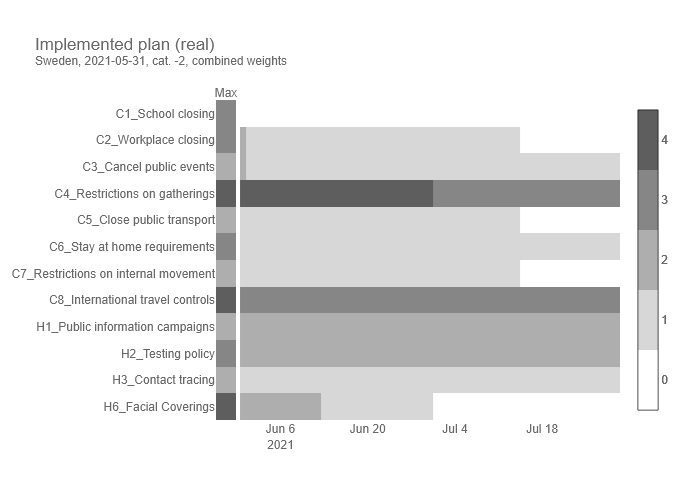 Implemented plan (real)
Sweden, 2021-05-31, cat. -2, combined weights
Max
C1_School closing
C2_Workplace closing
C3_Cancel public events
C4_Restrictions on gatherings
C5_Close public transport
C6_Stay at home requirements
C7_Restrictions on internal movement
C8_International travel controls
H1_Public information campaigns
H2_Testing policy
H3_Contact tracing
H6_Facial Coverings
Jun 6
2021
Jun 20
Jul 4
Jul 18
4
3
2
1
0